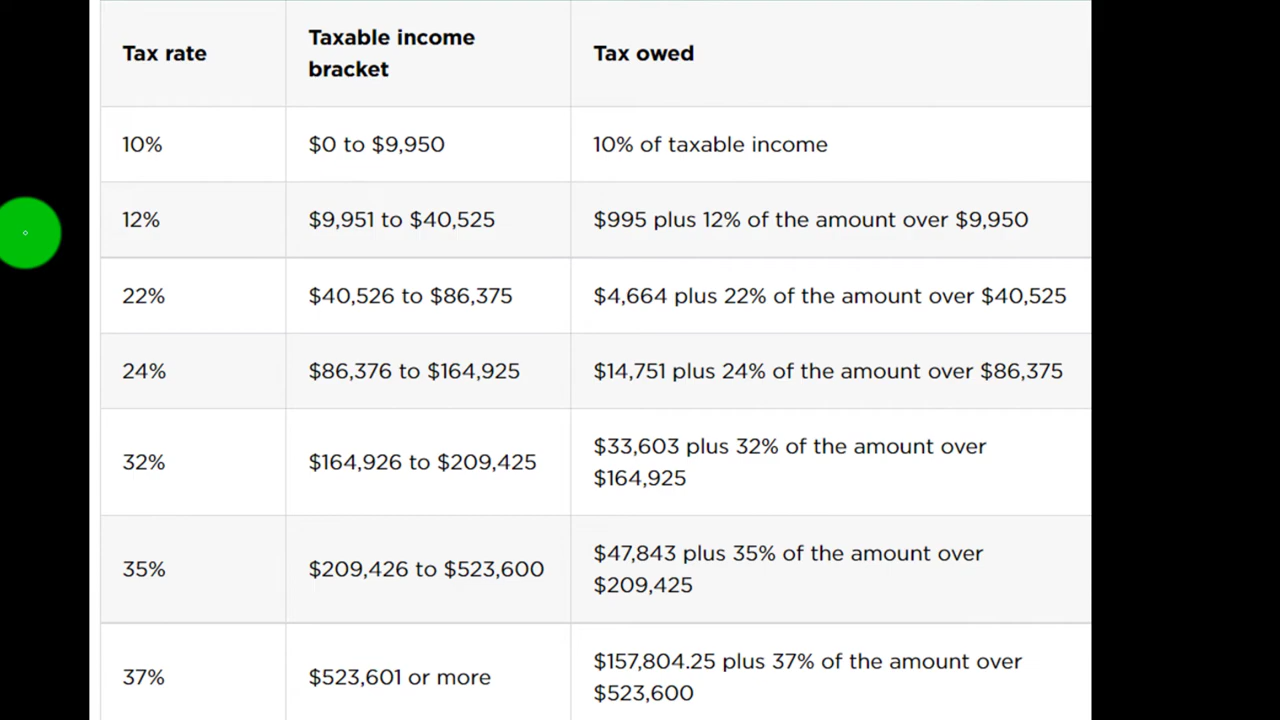 Tax rate
Taxable income
bracket
Tax owed
10%
$0 to $9,950
10% of taxable income
12%
$9,951 to $40,525
$995 plus 12% of the amount over $9,950
22%
$40,526 to $86,375
$4,664 plus 22% of the amount over $40,525
24%
$86,376 to $164,925
$14,751 plus 24% of the amount over $86,375
32%
$164,926 to $209,425
$33,603 plus 32% of the amount over
$164,925
35%
$209,426 to $523,600
$47,843 plus 35% of the amount over
$209,425
37%
$523,601 or more
$157,804.25 plus 37% of the amount over
$523,600